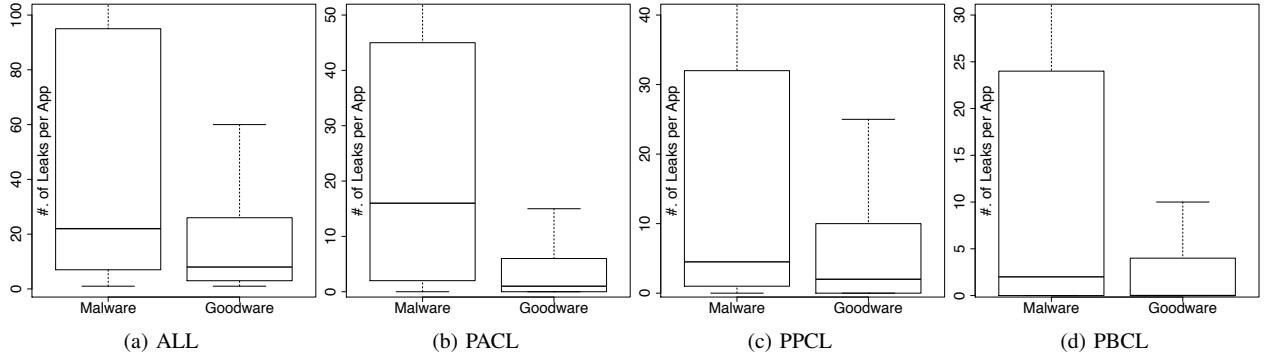 #. of Leaks per App
0 20 40 60 80 100
Malware Goodware
(a) ALL
#. of Leaks per App
0 10 20 30 40 50
Malware Goodware
(b) PACL
#. of Leaks per App
0 10 20 30 40
Malware Goodware
(c) PPCL
#. of Leaks per App
0 5 10 15 20 25 30
Malware Goodware
(d) PBCL